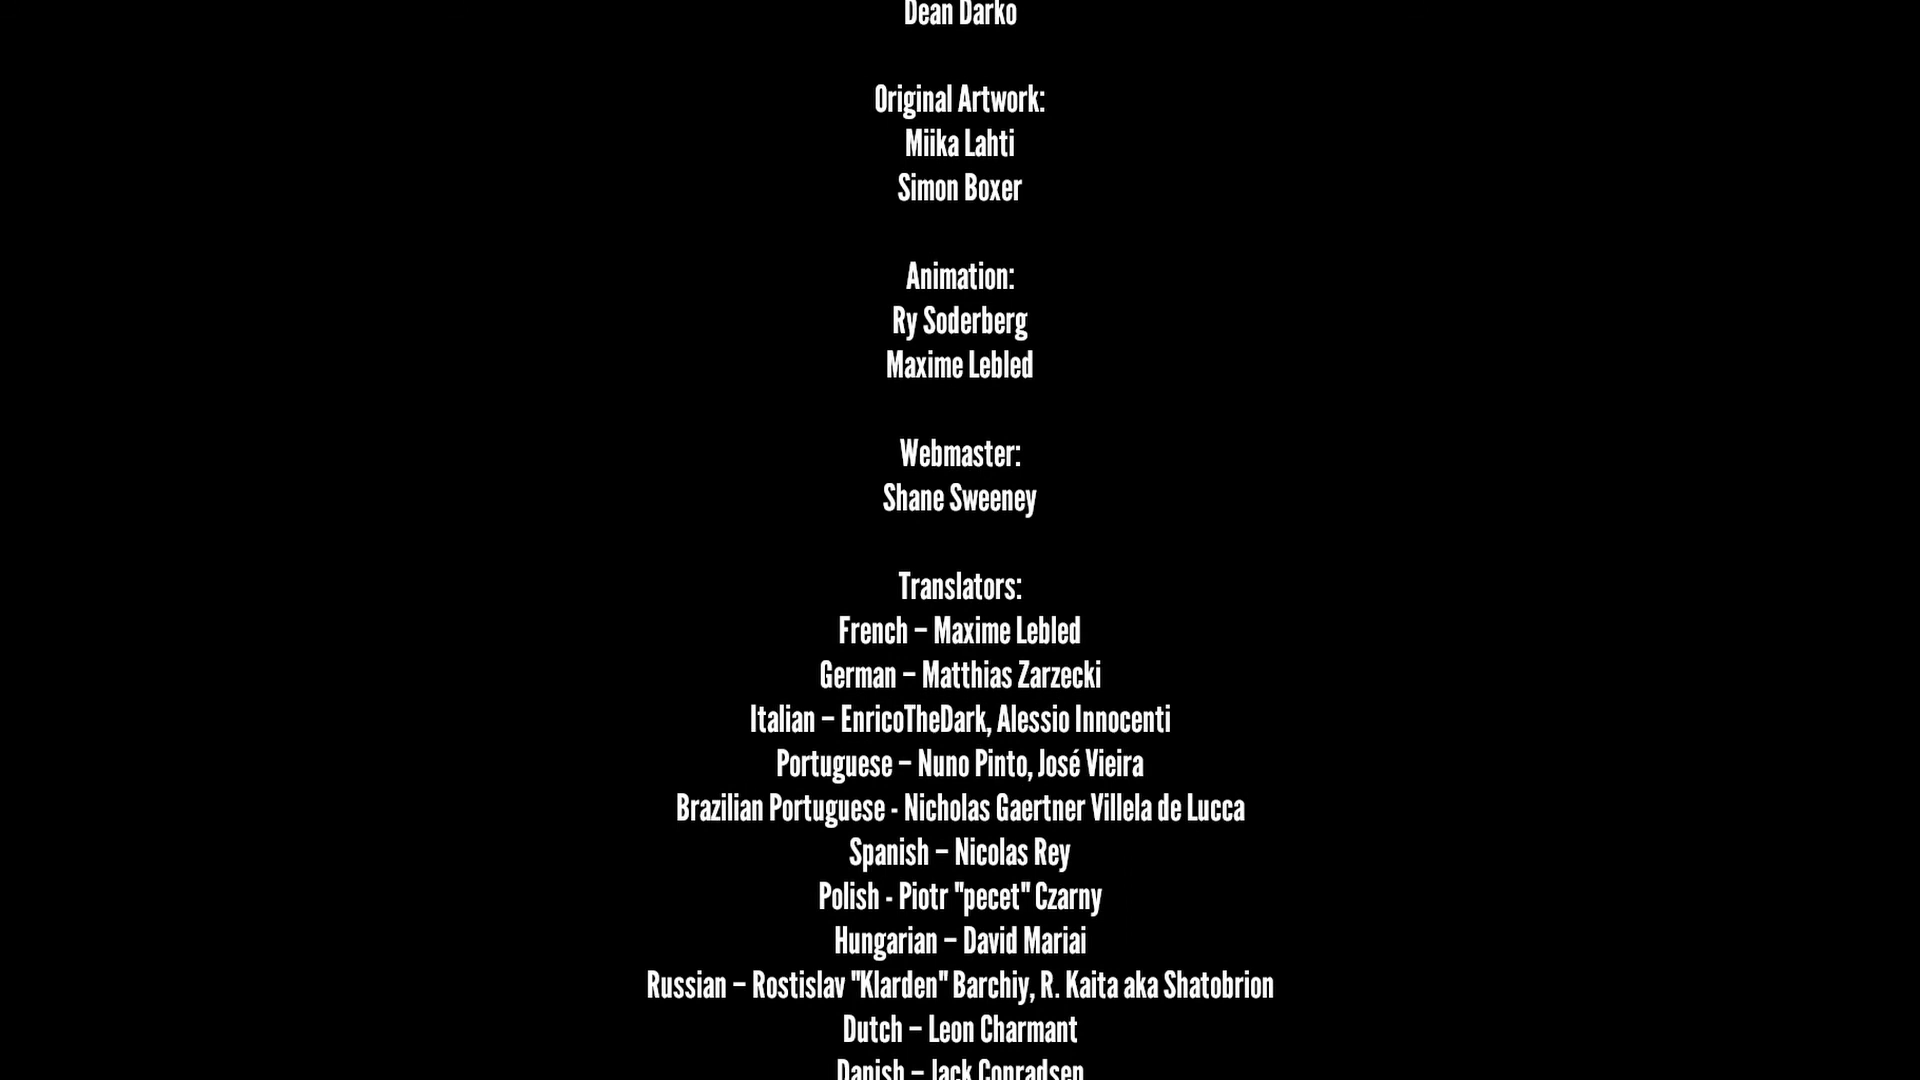 Dean Darko
Original Artwork:
Miika Lahti
Simon Boxer
Animation:
Ry Soderberg
Maxime Lebled
Webmaster:
Shane Sweeney
Translators:
French – Maxime Lebled
German – Matthias Zarzecki
Italian – EnricoTheDark, Alessio Innocenti
Portuguese – Nuno Pinto, José Vieira
Brazilian Portuguese - Nicholas Gaertner Villela de Lucca
Spanish – Nicolas Rey
Polish - Piotr "pecet" Czarny
Hungarian – David Mariai
Russian – Rostislav "Klarden" Barchiy, R. Kaita aka Shatobrion
Dutch – Leon Charmant
Danish – Jack Conradsen